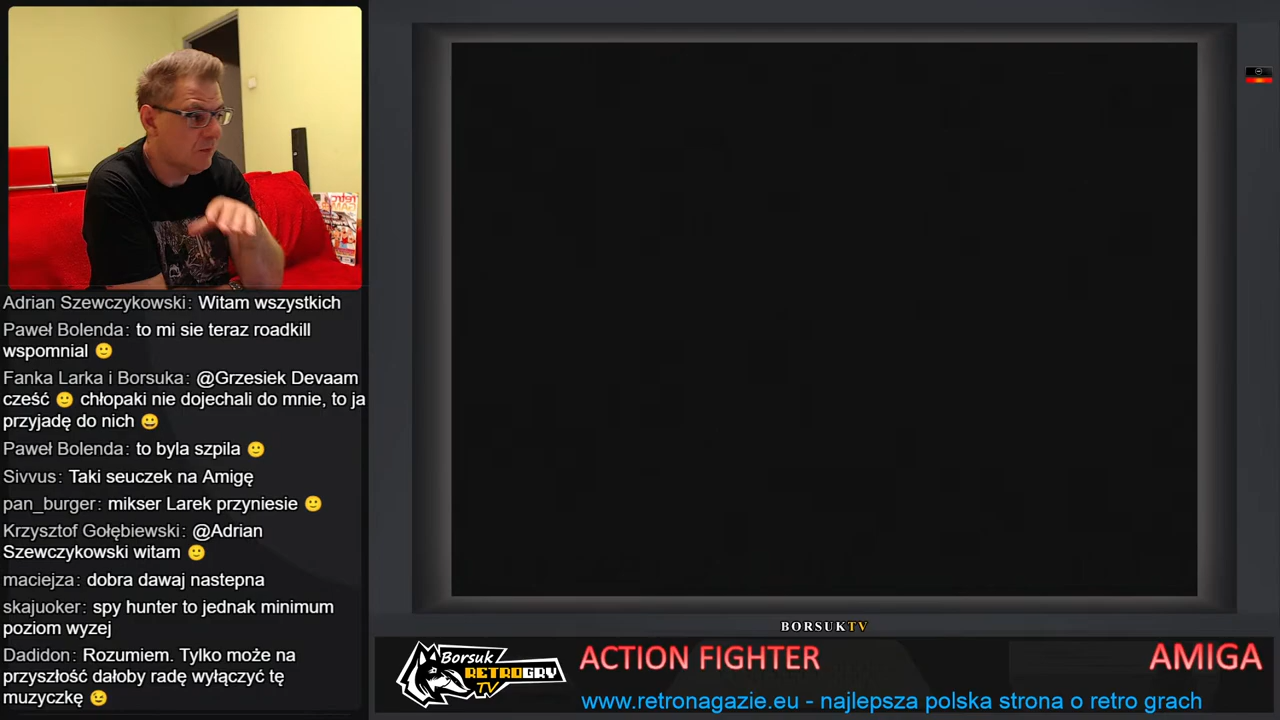 Adrian Szewczykowski: Witam wszystkich
Paweł Bolenda: to mi sie teraz roadkill
wspomnial 🙂
Fanka Larka i Borsuka: @Grzesiek Devaam
cześć 🙂 chłopaki nie dojechali do mnie, to ja
przyjadę do nich 😀
Paweł Bolenda: to byla szpila 🙂
Sivvus: Taki seuczek na Amigę
pan_burger: mikser Larek przyniesie 🙂
Krzysztof Gołębiewski: @Adrian
Szewczykowski witam 🙂
maciejza: dobra dawaj nastepna
skajuoker: spy hunter to jednak minimum
poziom wyzej
Dadidon: Rozumiem. Tylko może na
przyszłość dałoby radę wyłączyć tę
muzyczkę 😉
BORSUKTV
Borsuk
RETROGRY
TV
ACTION FIGHTER
AMIGA
www.retronagazie.eu - najlepsza polska strona o retro grach